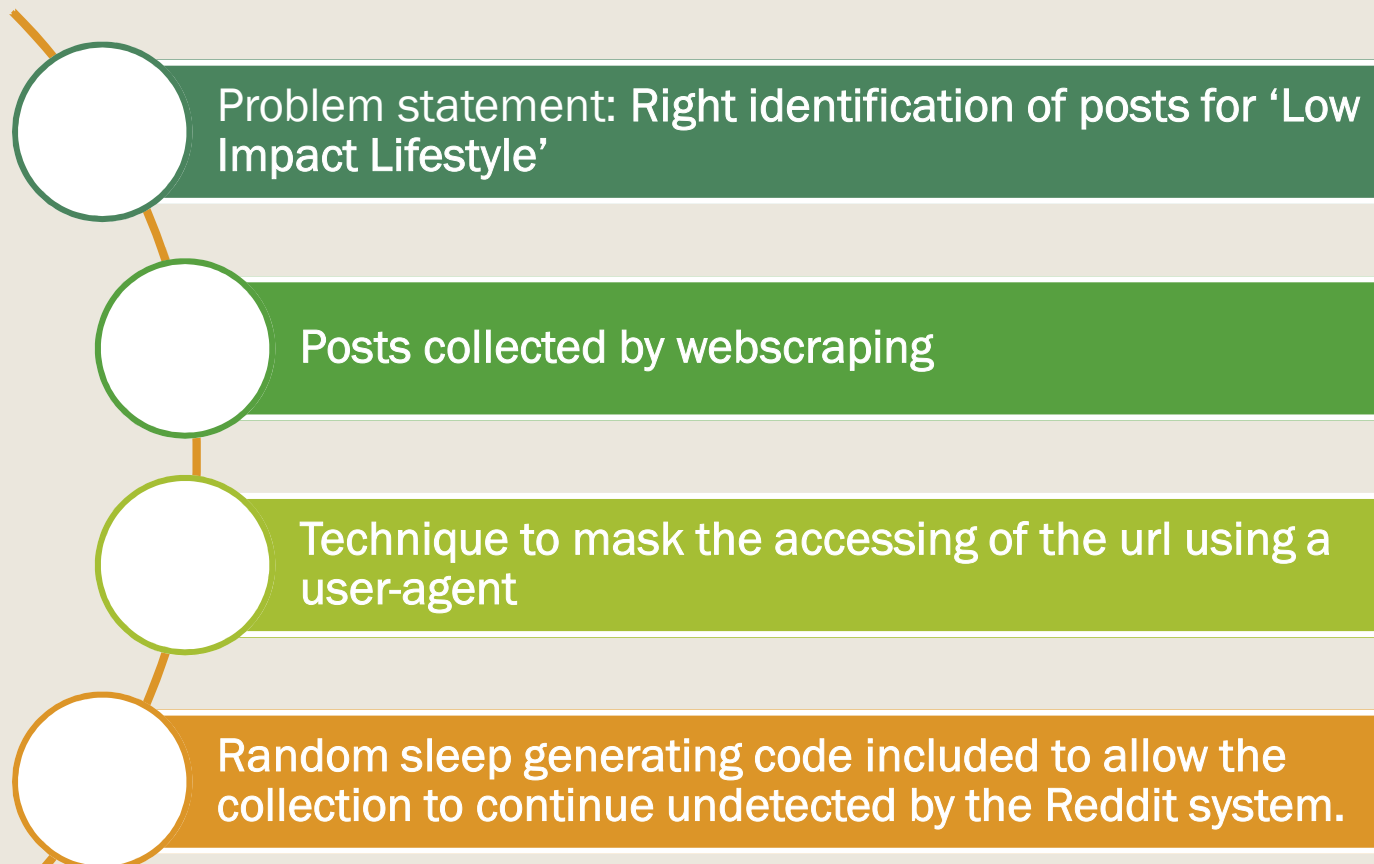 Problem statement: Right identification of posts for ‘Low
Impact Lifestyle’
Posts collected by webscraping
Technique to mask the accessing of the url using a
user-agent
Random sleep generating code included to allow the
collection to continue undetected by the Reddit system.